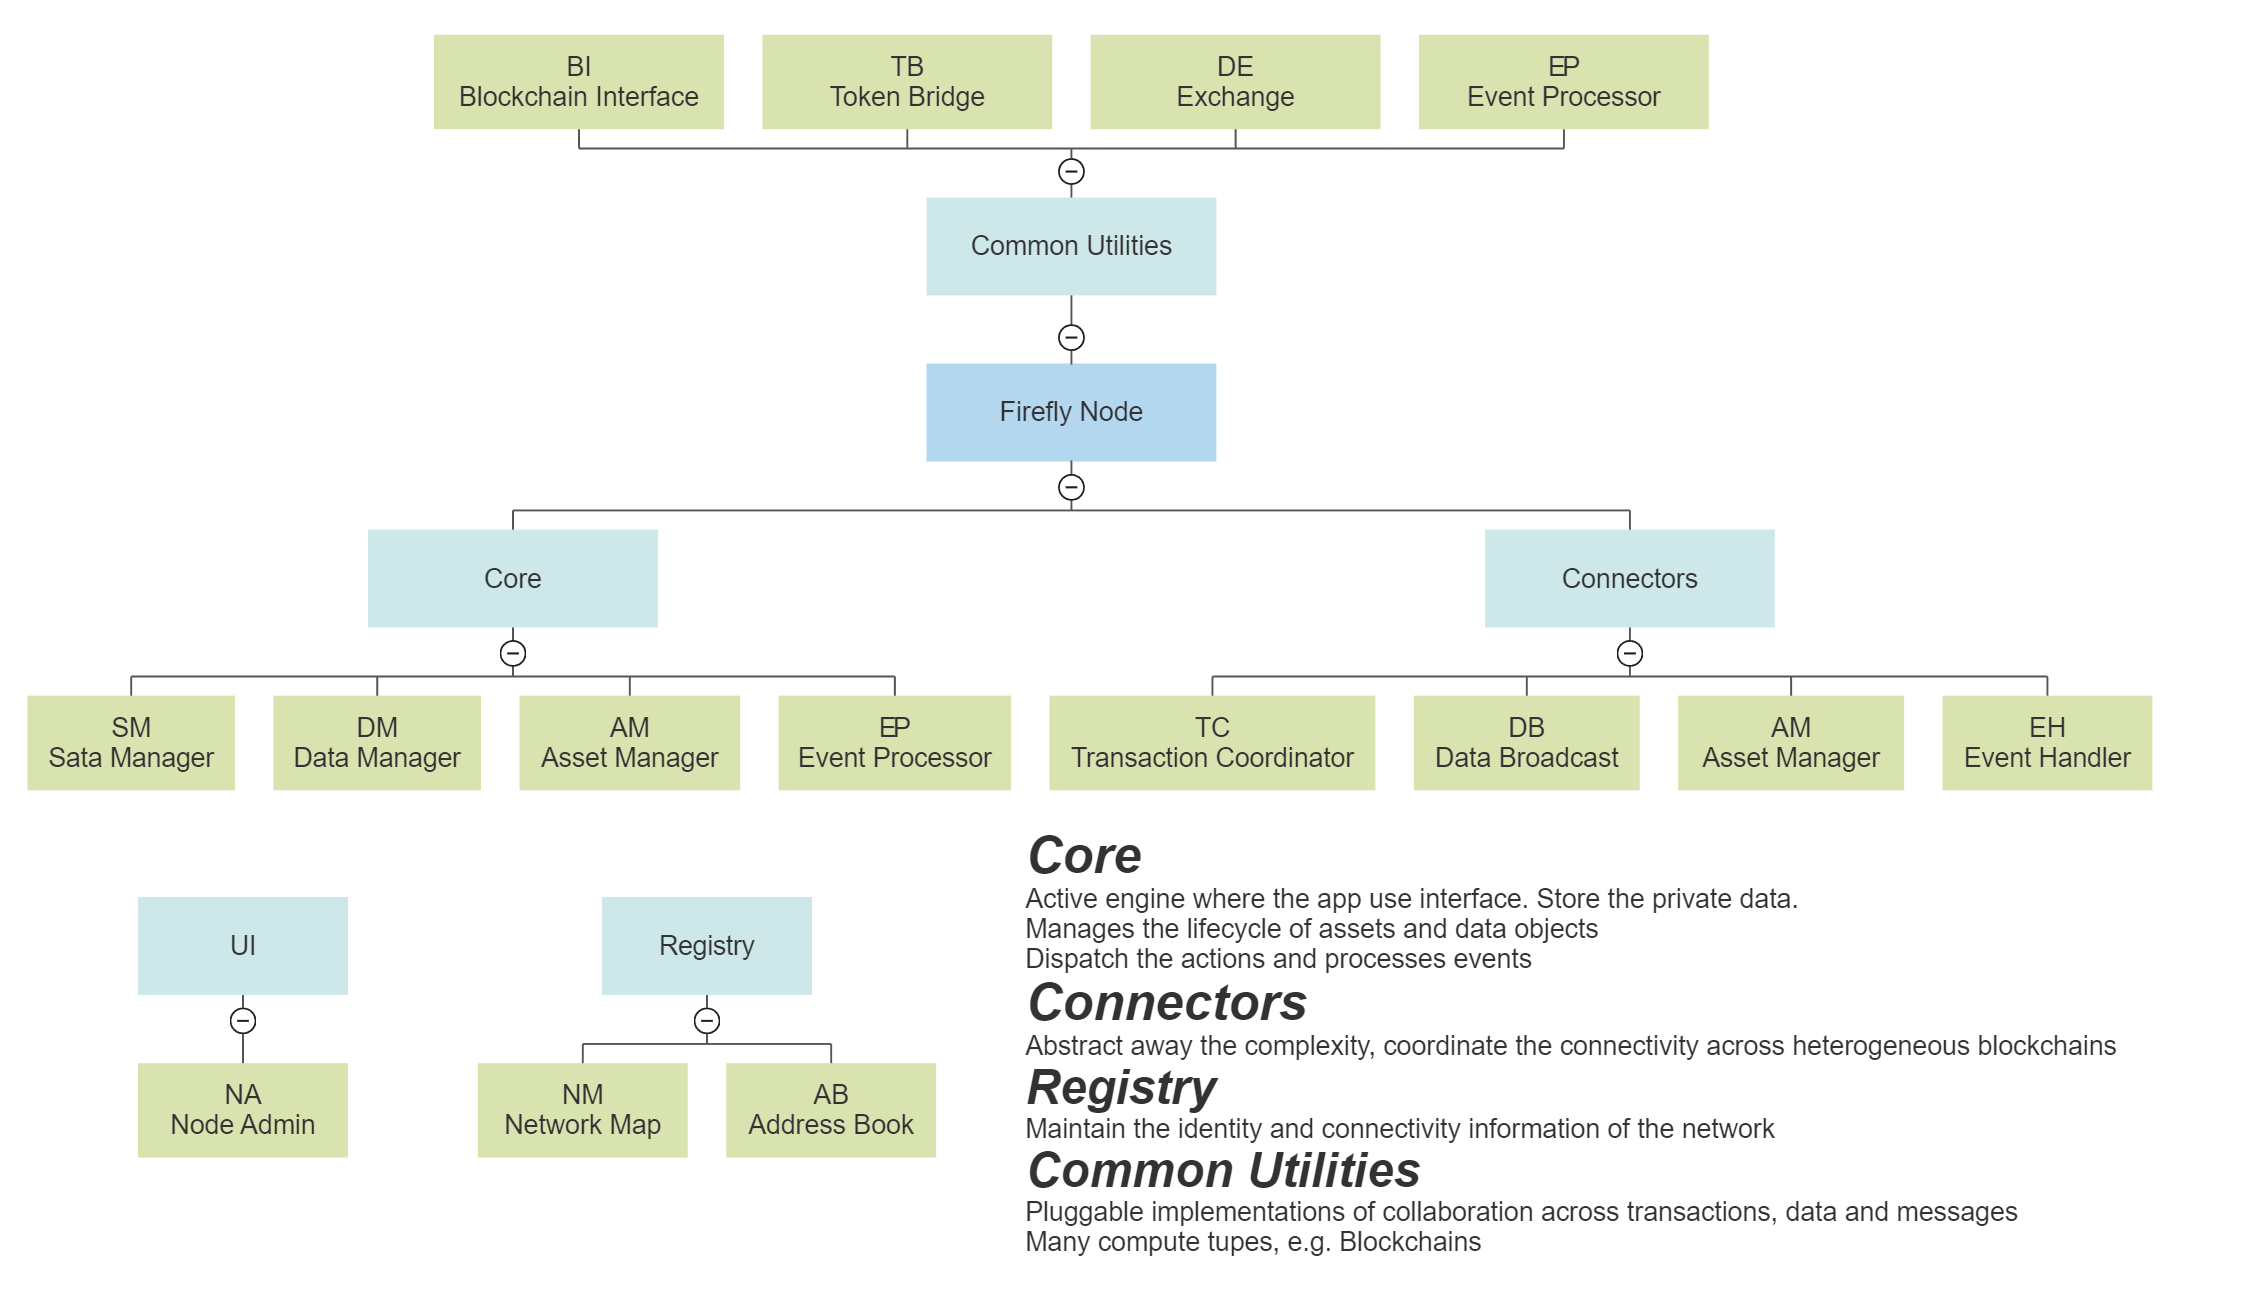 BI
Blockchain Interface
TB
Token Bridge
DE
Exchange
EP
Event Processor
Common Utilities
Firefly Node
Core
Connectors
SM
Sata Manager
DM
Data Manager
AM
Asset Manager
EP
Event Processor
TC
Transaction Coordinator
DB
Data Broadcast
AM
Asset Manager
EH
Event Handler
UI
Registry
NA
Node Admin
NM
Network Map
AB
Address Book
Core
Active engine where the app use interface. Store the private data.
Manages the lifecycle of assets and data objects
Dispatch the actions and processes events
Connectors
Abstract away the complexity, coordinate the connectivity across heterogeneous blockchains
Registry
Maintain the identity and connectivity information of the network
Common Utilities
Pluggable implementations of collaboration across transactions, data and messages
Many compute tupes, e.g. Blockchains